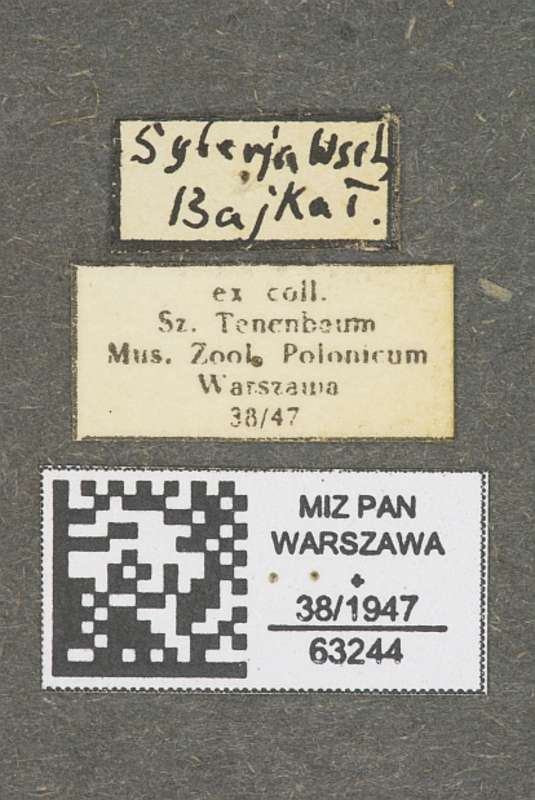 Syberja Wsch
Bajkał.
ex coll.
Sz. Tenenbaum
Mus. Zool. Polonicum
Warszawa
38/47
MIZ PAN
WARSZAWA
38/1947
63244